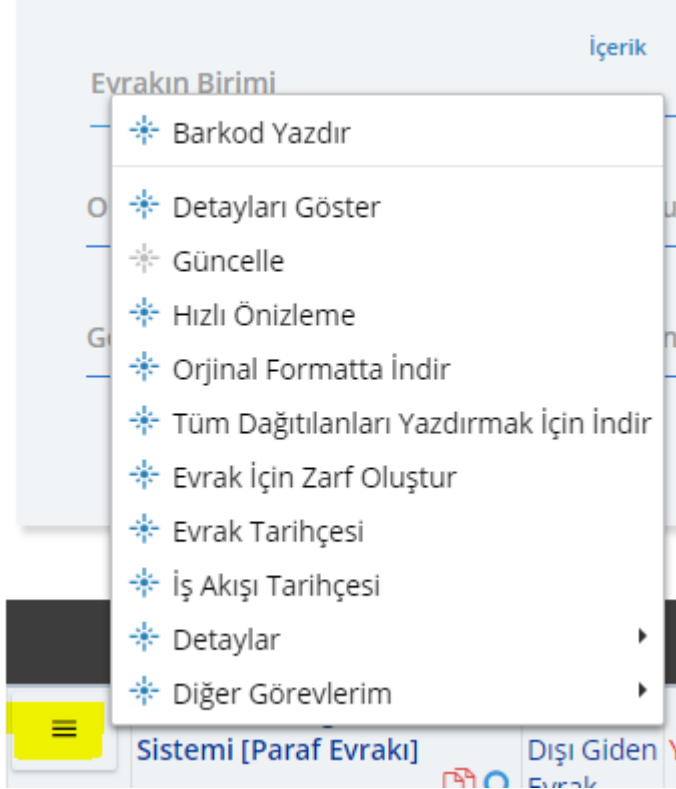 İçerik
Evrakın Birimi
Barkod Yazdır
Detayları Göster
Güncelle
Hızlı Önizleme
Orjinal Formatta İndir
Tüm Dağıtılanları Yazdırmak İçin İndir
Evrak İçin Zarf Oluştur
Evrak Tarihçesi
İş Akışı Tarihçesi
Detaylar
Diğer Görevlerim
Sistemi [Paraf Evrakı]
Dışı Giden
Evrak